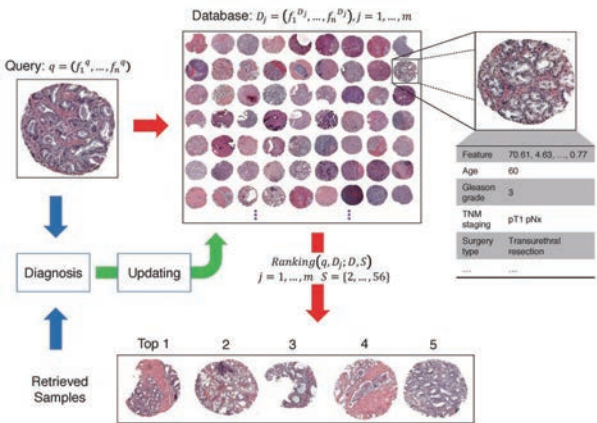 Database: D_j = (f_1^{D_j}, ..., f_n^{D_j}), j = 1, ..., m
Query: q = (f_1^q, ..., f_n^q)
Feature 70.61, 4.63, ..., 0.77
Age 60
Gleason grade 3
TNM staging pT1 pNx
Surgery type Transurethral resection
... ...
Diagnosis
Updating
Ranking(q, D_j; D, S)
j = 1, ..., m S = {2, ..., 56}
Top 1 2 3 4 5
Retrieved
Samples